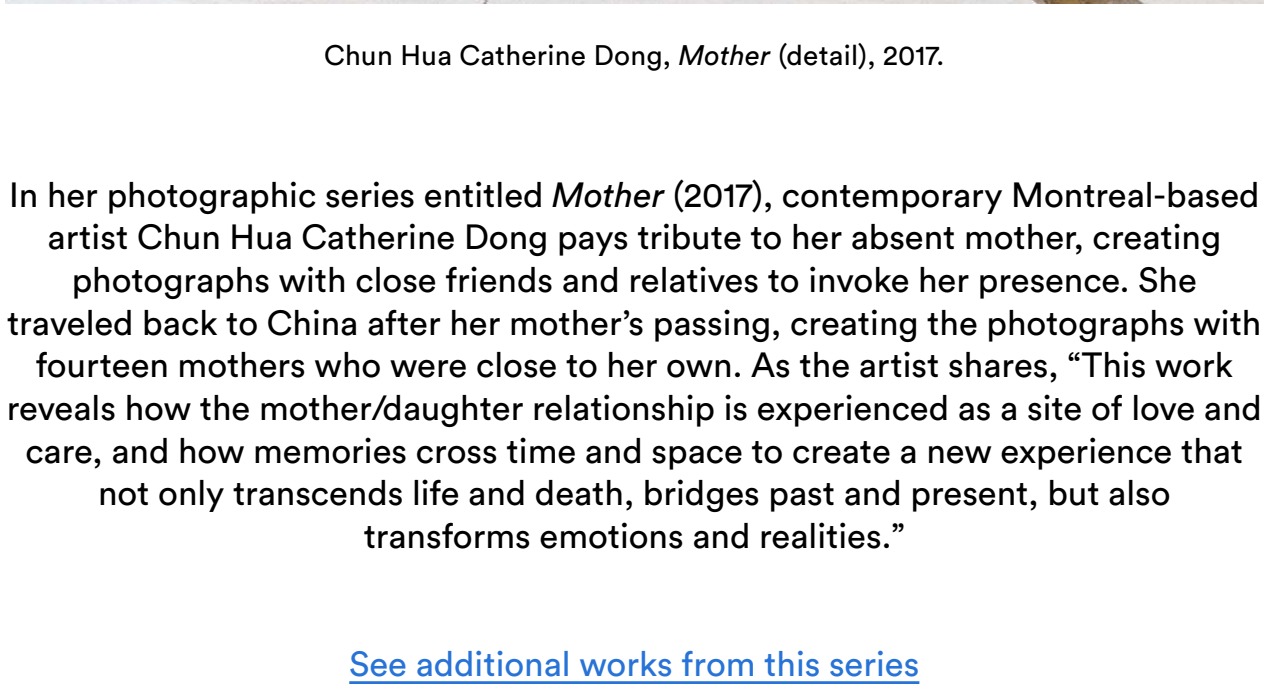 Chun Hua Catherine Dong, Mother (detail), 2017.
In her photographic series entitled Mother (2017), contemporary Montreal-based
artist Chun Hua Catherine Dong pays tribute to her absent mother, creating
photographs with close friends and relatives to invoke her presence. She
traveled back to China after her mother’s passing, creating the photographs with
fourteen mothers who were close to her own. As the artist shares, “This work
reveals how the mother/daughter relationship is experienced as a site of love and
care, and how memories cross time and space to create a new experience that
not only transcends life and death, bridges past and present, but also
transforms emotions and realities.”
See additional works from this series